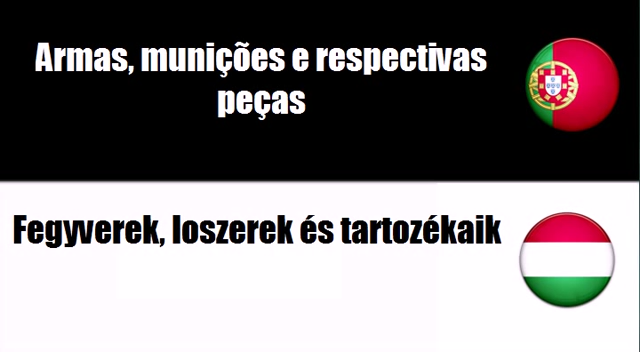 Armas, munições e respectivas
peças
Fegyverek, loszerek és tartozékaik